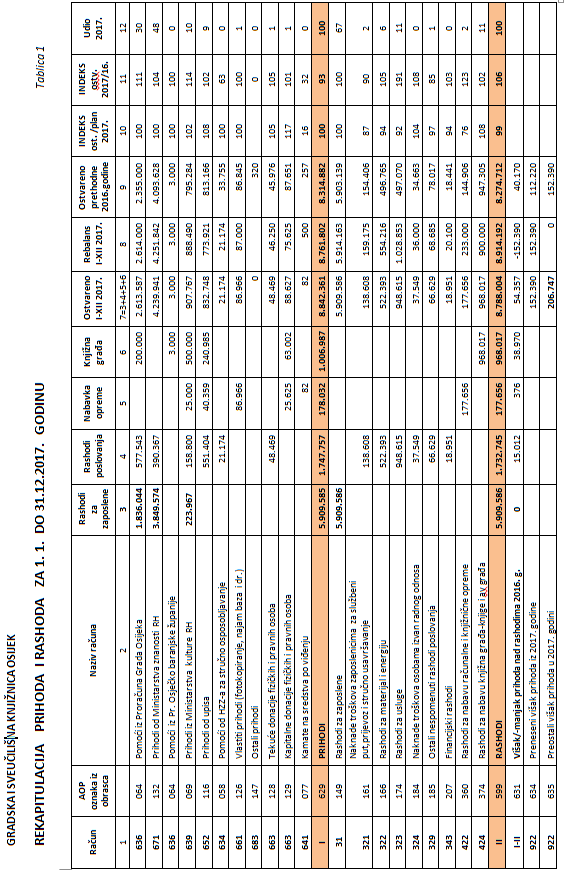 GRADSKA I SVEUČILIŠNA KNJIŽNICA OSIJEK
REKAPITULACIJA PRIHODA I RASHODA ZA 1. 1. DO 31.12.2017. GODINU
Tablica 1
Račun | AOP oznaka iz obrasca | Naziv računa | Rashodi za zaposlene | Rashodi poslovanja | Nabavka opreme | Knjižna građa | Ostvareno I-XII 2017. | Rebalans I-XII 2017. | Ostvareno prethodne 2016.godine | INDEKS ost. /plan 2017. | INDEKS ostv. 2017/16. | Udio 2017.
1 | 2 | 3 | 4 | 5 | 6 | 7=3+4+5+6 | 8 | 9 | 10 | 11 | 12
636 | 064 | Pomoći iz Proračuna Grada Osijeka | 1.836.044 | 577.543 | 200.000 | 2.613.587 | 2.614.000 | 2.355.000 | 100 | 111 | 30
671 | 132 | Prihodi od Ministarstva znanosti RH | 3.849.574 | 390.367 | 4.239.941 | 4.251.842 | 4.093.628 | 100 | 104 | 48
636 | 064 | Pomoći iz Pr. Osječko baranjske županije | 3.000 | 3.000 | 3.000 | 3.000 | 100 | 100 | 0
639 | 069 | Prihodi iz Ministarstva kulture RH | 223.967 | 158.800 | 25.000 | 500.000 | 907.767 | 888.490 | 795.284 | 102 | 114 | 10
652 | 116 | Prihodi od upisa | 551.404 | 40.359 | 240.985 | 832.748 | 773.921 | 813.166 | 108 | 102 | 9
634 | 058 | Pomoći od HZZ-a za stručno osposobljavanje | 21.174 | 21.174 | 21.174 | 33.755 | 100 | 63 | 0
661 | 126 | Vlastiti prihodi (fotokopiranje, najam baza i dr.) | 86.966 | 86.966 | 87.000 | 86.845 | 100 | 100 | 1
683 | 147 | Ostali prihodi | 0 | 320 | 0 | 0
663 | 128 | Tekuće donacije fizičkih i pravnih osoba | 48.469 | 48.469 | 46.250 | 45.976 | 105 | 105 | 1
663 | 129 | Kapitalne donacije fizičkih i pravnih osoba | 25.625 | 63.002 | 88.627 | 75.625 | 87.651 | 117 | 101 | 1
641 | 077 | Kamate na sredstva po viđenju | 82 | 82 | 500 | 257 | 16 | 32 | 0
I | 629 | PRIHODI | 5.909.585 | 1.747.757 | 178.032 | 1.006.987 | 8.842.361 | 8.761.802 | 8.314.882 | 100 | 93 | 100
31 | 149 | Rashodi za zaposlene | 5.909.586 | 5.909.586 | 5.914.163 | 5.903.139 | 100 | 100 | 67
321 | 161 | Naknade troškova zaposlenicima za službeni put,prijevoz i stručno usavršavanje | 138.608 | 138.608 | 159.175 | 154.406 | 87 | 90 | 2
322 | 166 | Rashodi za materijal i energiju | 522.393 | 522.393 | 554.216 | 496.765 | 94 | 105 | 6
323 | 174 | Rashodi za usluge | 948.615 | 948.615 | 1.028.853 | 497.070 | 92 | 191 | 11
324 | 184 | Naknade troškova osobama izvan radnog odnosa | 37.549 | 37.549 | 36.000 | 34.663 | 104 | 108 | 0
329 | 185 | Ostali nespomenuti rashodi poslovanja | 66.629 | 66.629 | 68.685 | 78.017 | 97 | 85 | 1
343 | 207 | Financijski rashodi | 18.951 | 18.951 | 20.100 | 18.441 | 94 | 103 | 0
422 | 360 | Rashodi za nabavu računalne i knjižnične opreme | 177.656 | 177.656 | 233.000 | 144.906 | 76 | 123 | 2
424 | 374 | Rashodi za nabavu knjižna građa-knjige i av građa | 968.017 | 968.017 | 900.000 | 947.305 | 108 | 102 | 11
II | 599 | RASHODI | 5.909.586 | 1.732.745 | 177.656 | 968.017 | 8.788.004 | 8.914.192 | 8.274.712 | 99 | 106 | 100
I-II | 631 | Višak/-manjak prihoda nad rashodima 2016. g. | 0 | 15.012 | 376 | 38.970 | 54.357 | -152.390 | 40.170
922 | 634 | Preneseni višak prihoda iz 2017. godine | 152.390 | 152.390 | 112.220
922 | 635 | Preostali višak prihoda u 2017. godini | 206.747 | 0 | 152.390